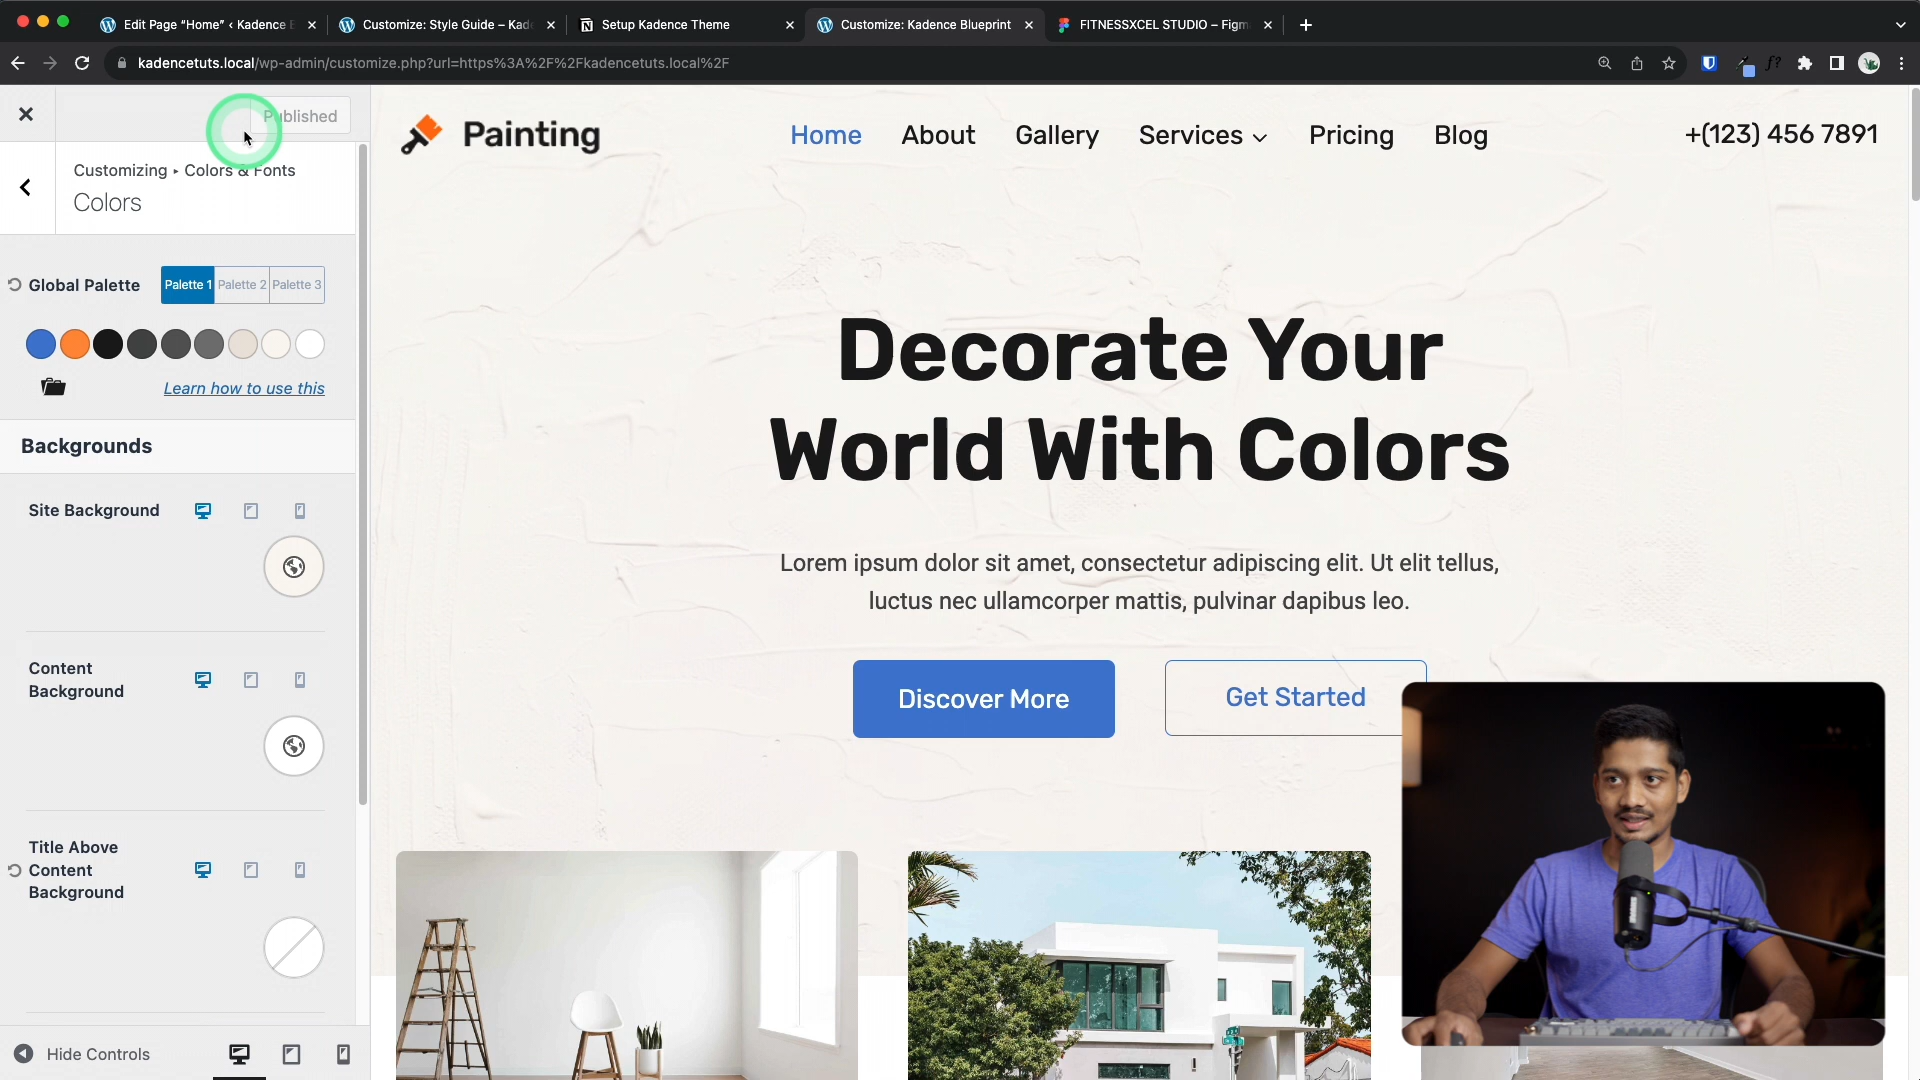 Edit Page “Home” ‹ Kadence
Customize: Style Guide – Kad
Setup Kadence Theme
Customize: Kadence Blueprint
FITNESSXCEL STUDIO – Figm
kadencetuts.local/wp-admin/customize.php?url=https%3A%2F%2Fkadencetuts.local%2F
Published
Customizing ▸ Colors & Fonts
Colors
Global Palette
Palette 1
Palette 2
Palette 3
Learn how to use this
Backgrounds
Site Background
Content
Background
Title Above
Content
Background
Hide Controls
Painting
Home
About
Gallery
Services
Pricing
Blog
+(123) 456 7891
Decorate Your
World With Colors
Lorem ipsum dolor sit amet, consectetur adipiscing elit. Ut elit tellus,
luctus nec ullamcorper mattis, pulvinar dapibus leo.
Discover More
Get Started